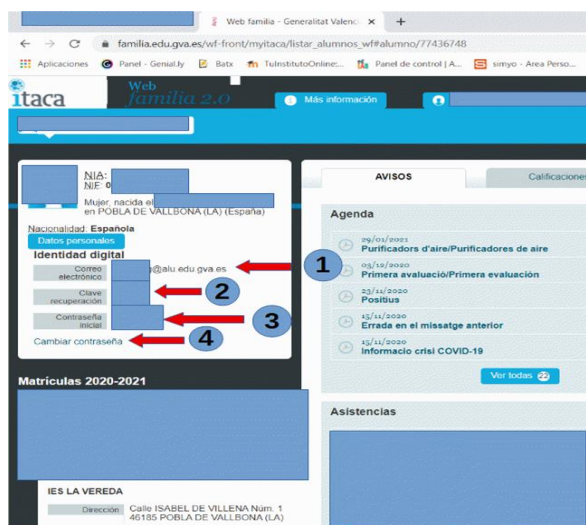 Web familia - Generalitat Valenc
familia.edu.gva.es/wf-front/myitaca/listar_alumnos_wf#alumno/77436748
Aplicaciones
Panel - Genial.ly
Batx
TuInstitutoOnline:...
Panel de control | A...
simyo - Area Perso...
itaca
Web
familia 2.0
Más información
NIA:
NIF: 0
Mujer, nacida el
en POBLA DE VALLBONA (LA) (España)
Nacionalidad: Española
Datos personales
Identidad digital
Correo
electrónico
g@alu.edu.gva.es
1
Clave
recuperación
2
Contraseña
inicial
3
Cambiar contraseña
4
Matrículas 2020-2021
IES LA VEREDA
Dirección
Calle ISABEL DE VILLENA Núm. 1
46185 POBLA DE VALLBONA (LA)
AVISOS
Calificaciones
Agenda
29/01/2021
Purificadors d'aire/Purificadores de aire
03/12/2020
Primera avaluació/Primera evaluación
23/11/2020
Positius
15/11/2020
Errada en el missatge anterior
15/11/2020
Informacio crisi COVID-19
Ver todas 22
Asistencias